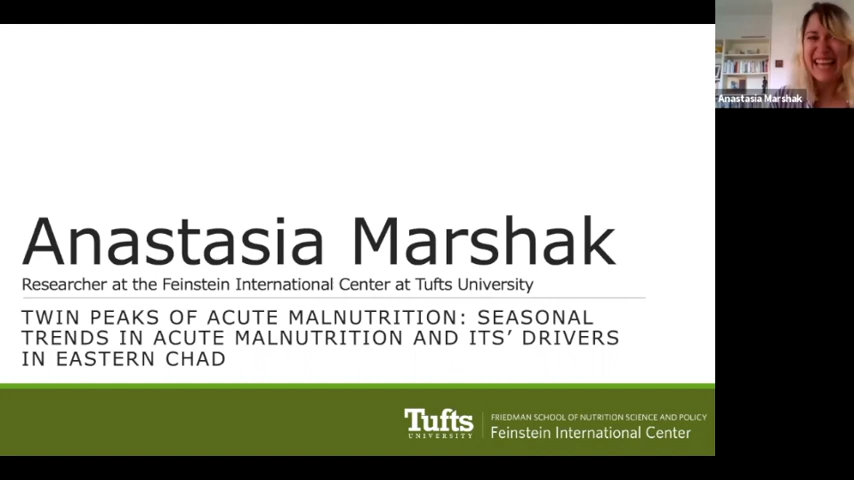 Anastasia Marshak
Anastasia Marshak
Researcher at the Feinstein International Center at Tufts University
TWIN PEAKS OF ACUTE MALNUTRITION: SEASONAL
TRENDS IN ACUTE MALNUTRITION AND ITS' DRIVERS
IN EASTERN CHAD
Tufts
UNIVERSITY
FRIEDMAN SCHOOL OF NUTRITION SCIENCE AND POLICY
Feinstein International Center